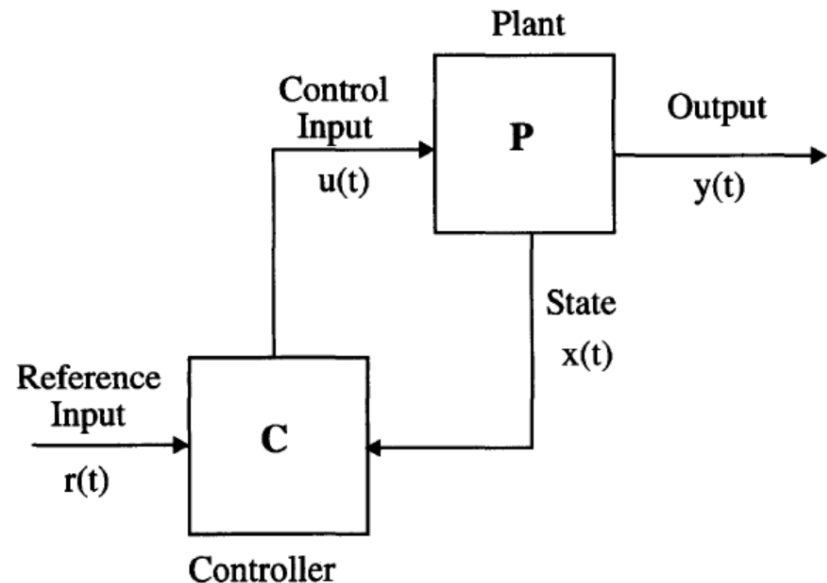 Plant
Control
Input
u(t)
P
Output
y(t)
State
x(t)
Reference
Input
r(t)
C
Controller